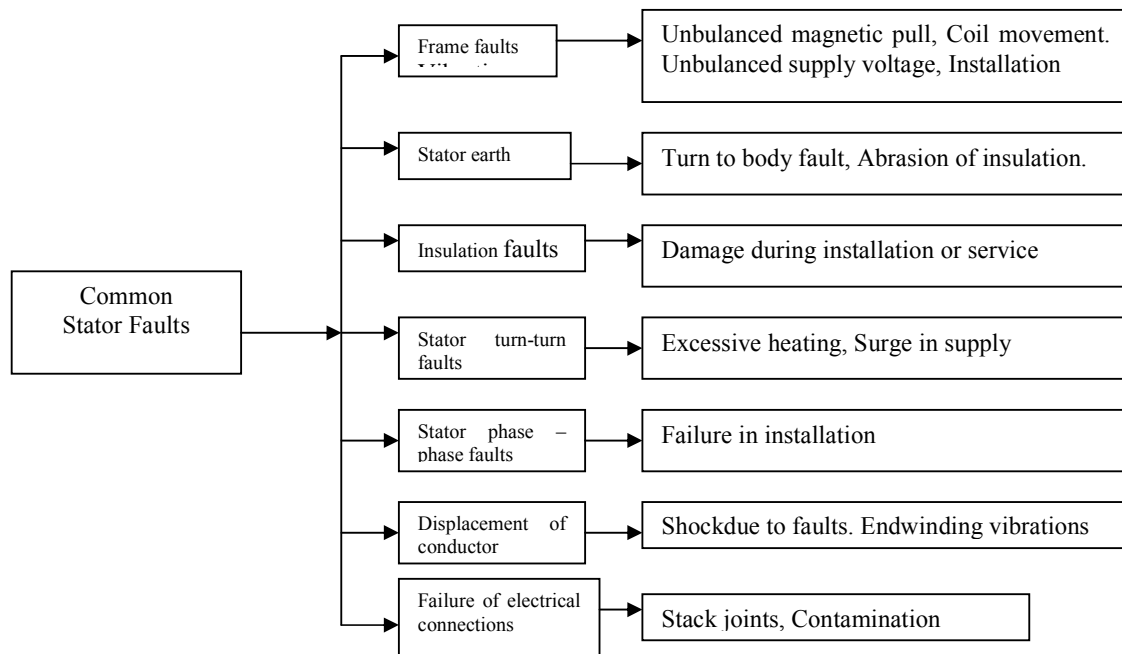 Common
Stator Faults
Frame faults
Unbulanced magnetic pull, Coil movement.
Unbulanced supply voltage, Installation
Stator earth
Turn to body fault, Abrasion of insulation.
Insulation faults
Damage during installation or service
Stator turn-turn
faults
Excessive heating, Surge in supply
Stator phase –
phase faults
Failure in installation
Displacement of
conductor
Shockdue to faults. Endwinding vibrations
Failure of electrical
connections
Stack joints, Contamination